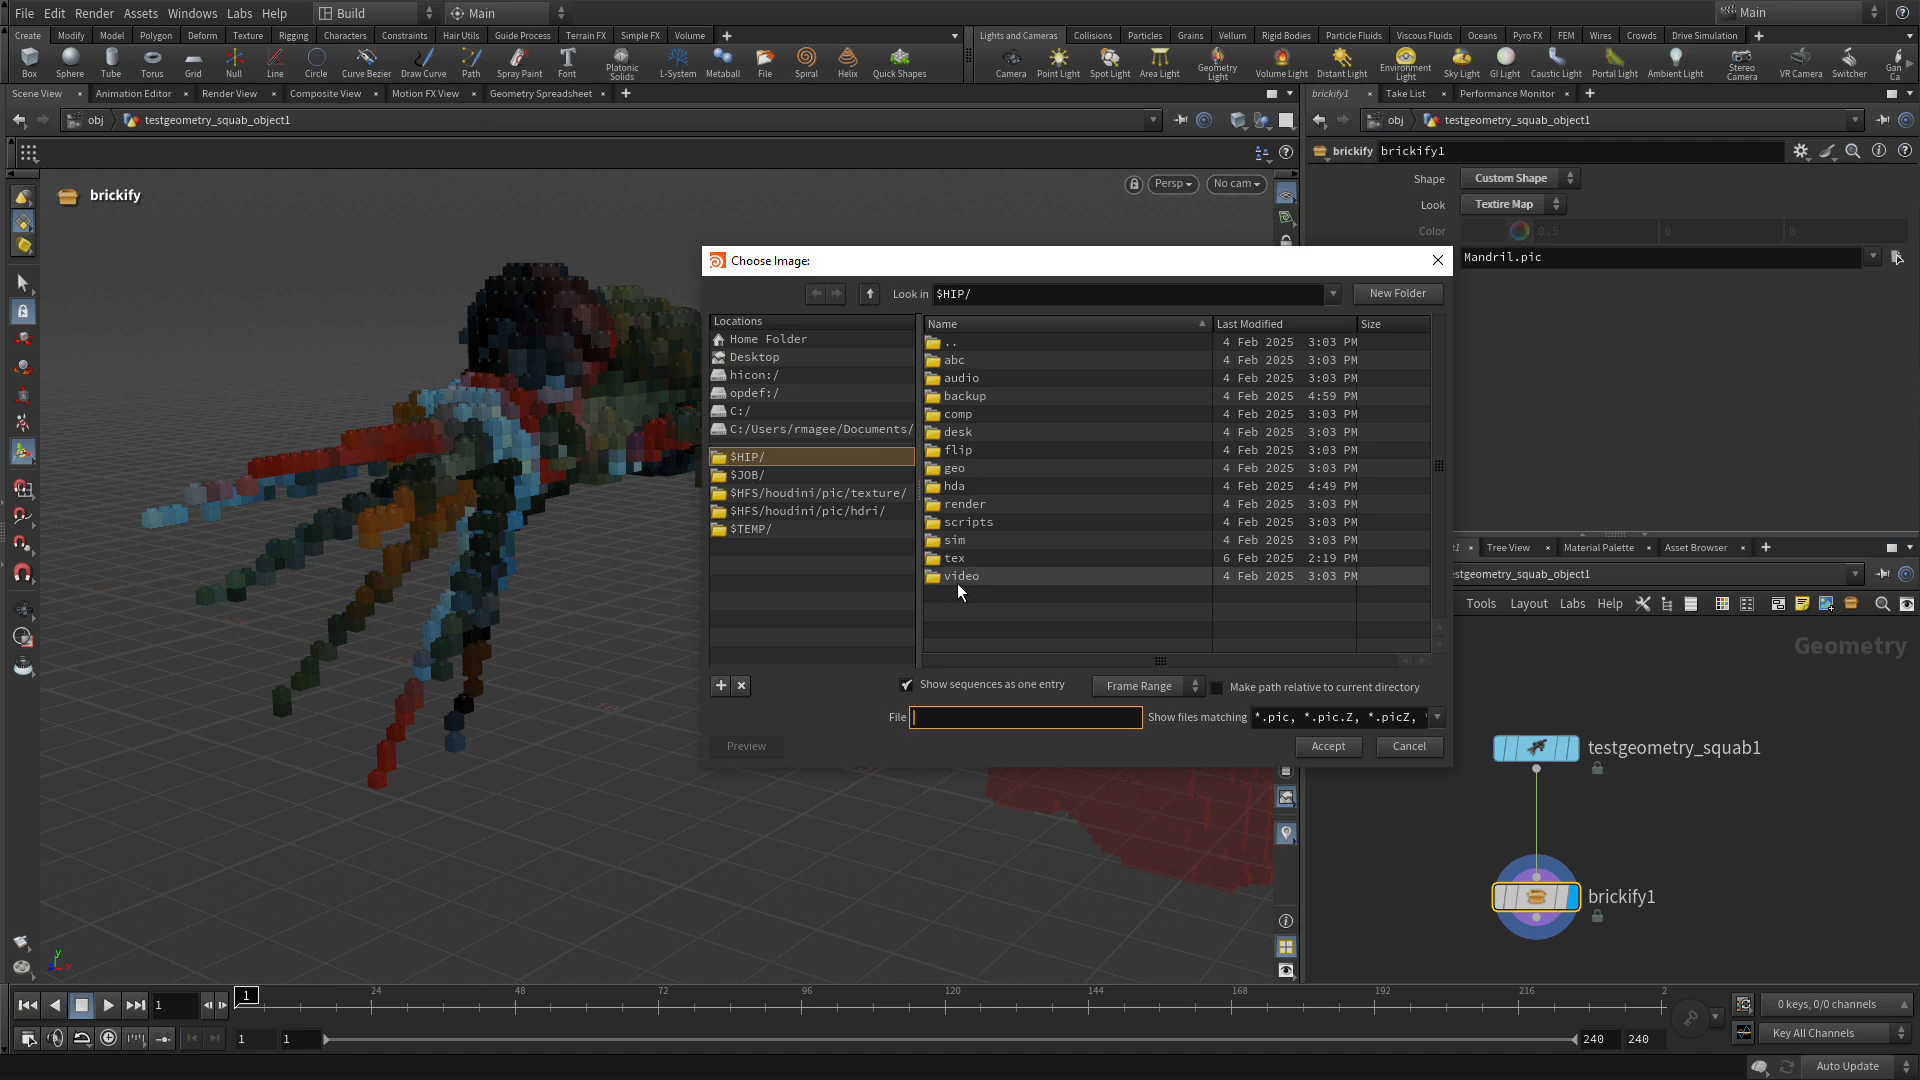 File Edit Render Assets Windows Labs Help Build Main Main
Create Modify Model Polygon Deform Texture Rigging Characters Constraints Hair Utils Guide Process Terrain FX Simple FX Volume
Lights and Cameras Collisions Particles Grains Vellum Rigid Bodies Particle Fluids Viscous Fluids Oceans Pyro FX FEM Wires Crowds Drive Simulation
Box Sphere Tube Torus Grid Null Line Circle Curve Bezier Draw Curve Path Spray Paint Font Platonic Solids L-System Metaball File Spiral Helix Quick Shapes
Camera Point Light Spot Light Area Light Geometry Light Volume Light Distant Light Environment Light Sky Light GI Light Caustic Light Portal Light Ambient Light Stereo Camera VR Camera Switcher Gan Ca
Scene View Animation Editor Render View Composite View Motion FX View Geometry Spreadsheet
brickify1 Take List Performance Monitor
obj testgeometry_squab_object1
obj testgeometry_squab_object1
brickify brickify1
Shape Custom Shape
Look Textire Map
Color 0.5 0 0
Mandril.pic
brickify
Persp No cam
Choose Image:
Look in $HIP/ New Folder
Locations
Home Folder
Desktop
hicon:/
opdef:/
C:/
C:/Users/rmagee/Documents/
$HIP/
$JOB/
$HFS/houdini/pic/texture/
$HFS/houdini/pic/hdri/
$TEMP/
Name Last Modified Size
.. 4 Feb 2025 3:03 PM
abc 4 Feb 2025 3:03 PM
audio 4 Feb 2025 3:03 PM
backup 4 Feb 2025 4:59 PM
comp 4 Feb 2025 3:03 PM
desk 4 Feb 2025 3:03 PM
flip 4 Feb 2025 3:03 PM
geo 4 Feb 2025 3:03 PM
hda 4 Feb 2025 4:49 PM
render 4 Feb 2025 3:03 PM
scripts 4 Feb 2025 3:03 PM
sim 4 Feb 2025 3:03 PM
tex 6 Feb 2025 2:19 PM
video 4 Feb 2025 3:03 PM
Show sequences as one entry Frame Range Make path relative to current directory
File Show files matching *.pic, *.pic.Z, *.picZ,
Preview Accept Cancel
Tree View Material Palette Asset Browser
Tools Layout Labs Help
Geometry
testgeometry_squab1
brickify1
y
x
1 1 24 48 72 96 120 144 168 192 216 2
0 keys, 0/0 channels
1 1 240 240 Key All Channels
Auto Update